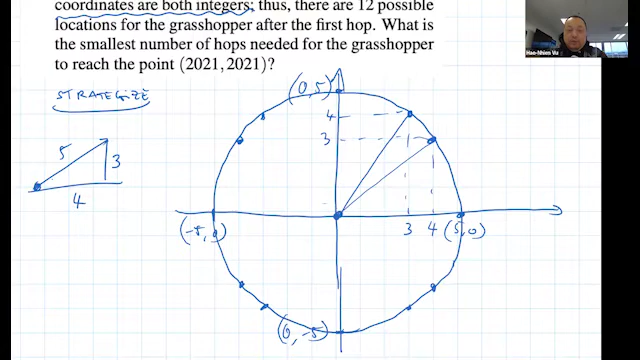 coordinates are both integers; thus, there are 12 possible
locations for the grasshopper after the first hop. What is
the smallest number of hops needed for the grasshopper
to reach the point (2021, 2021)?
STRATEGIZE
5
3
4
(0,5)
4
3
(-5,0)
3 4 (5,0)
(0,-5)
Hao-Nhien Vu